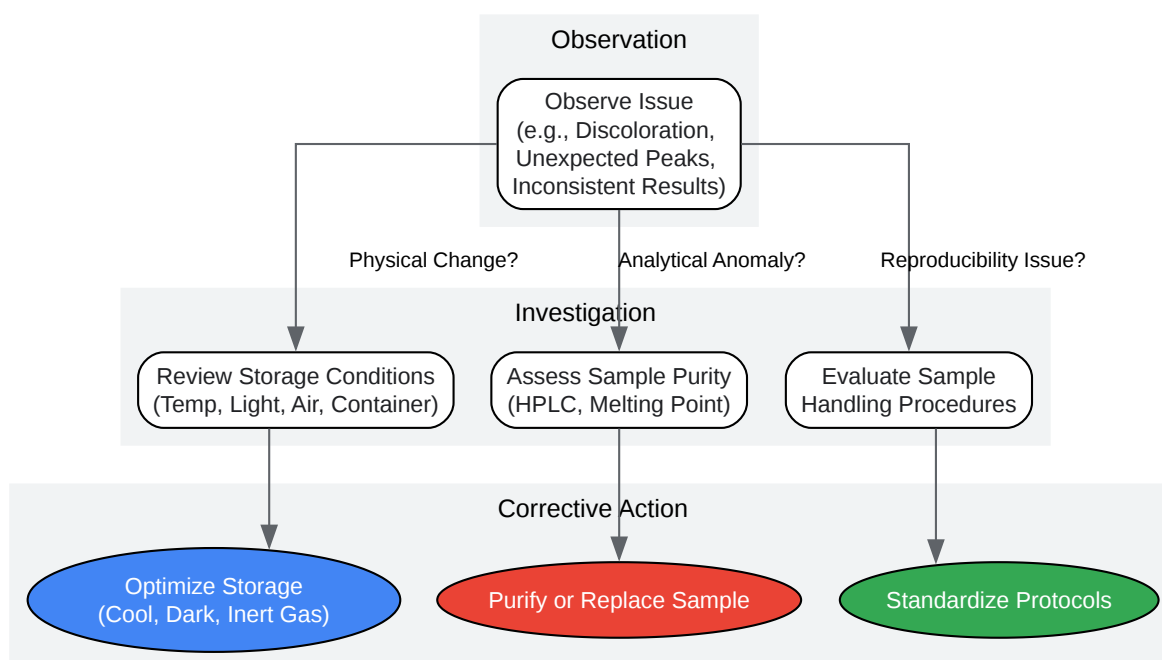 Observation
Observe Issue
(e.g., Discoloration,
Unexpected Peaks,
Inconsistent Results)
Physical Change?
Analytical Anomaly?
Reproducibility Issue?
Investigation
Review Storage Conditions
(Temp, Light, Air, Container)
Assess Sample Purity
(HPLC, Melting Point)
Evaluate Sample
Handling Procedures
Corrective Action
Optimize Storage
(Cool, Dark, Inert Gas)
Purify or Replace Sample
Standardize Protocols